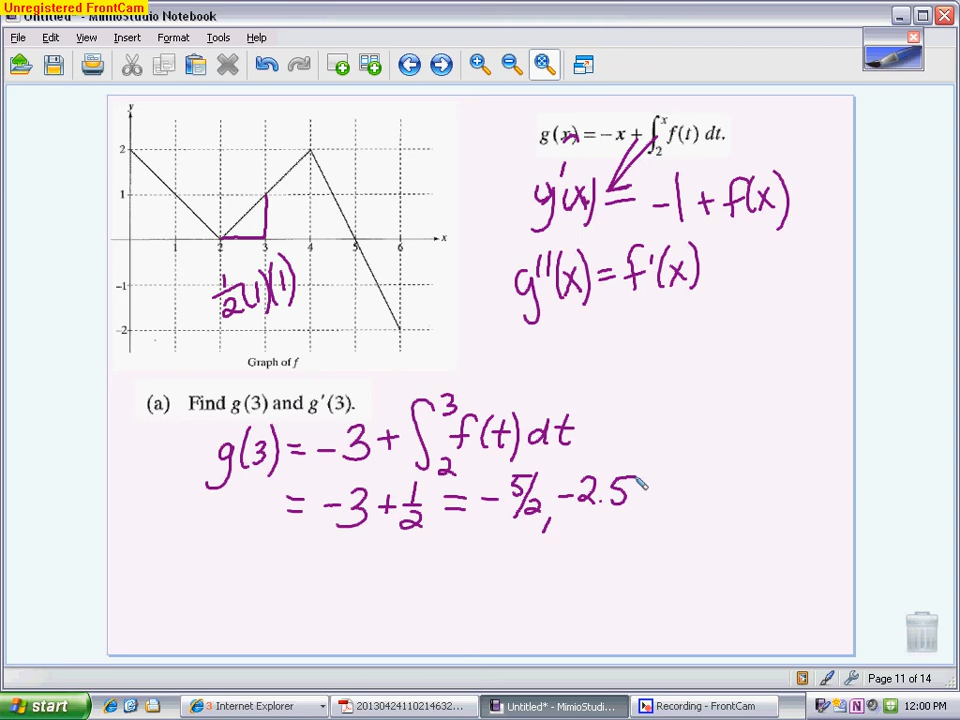 Unregistered FrontCam
Untitled* - MimioStudio Notebook
File Edit View Insert Format Tools Help
y
2
1
-1
-2
1 2 3 4 5 6 x
½(1)(1)
Graph of f
g(x) = -x + ∫₂ˣ f(t) dt.
g'(x) = -1 + f(x)
g''(x) = f'(x)
(a) Find g(3) and g'(3).
g(3) = -3 + ∫₂³ f(t) dt
= -3 + 1/2 = -5/2, -2.5
Page 11 of 14
start
3 Internet Explorer
20130424110214632...
Untitled* - MimioStudi...
Recording - FrontCam
12:00 PM